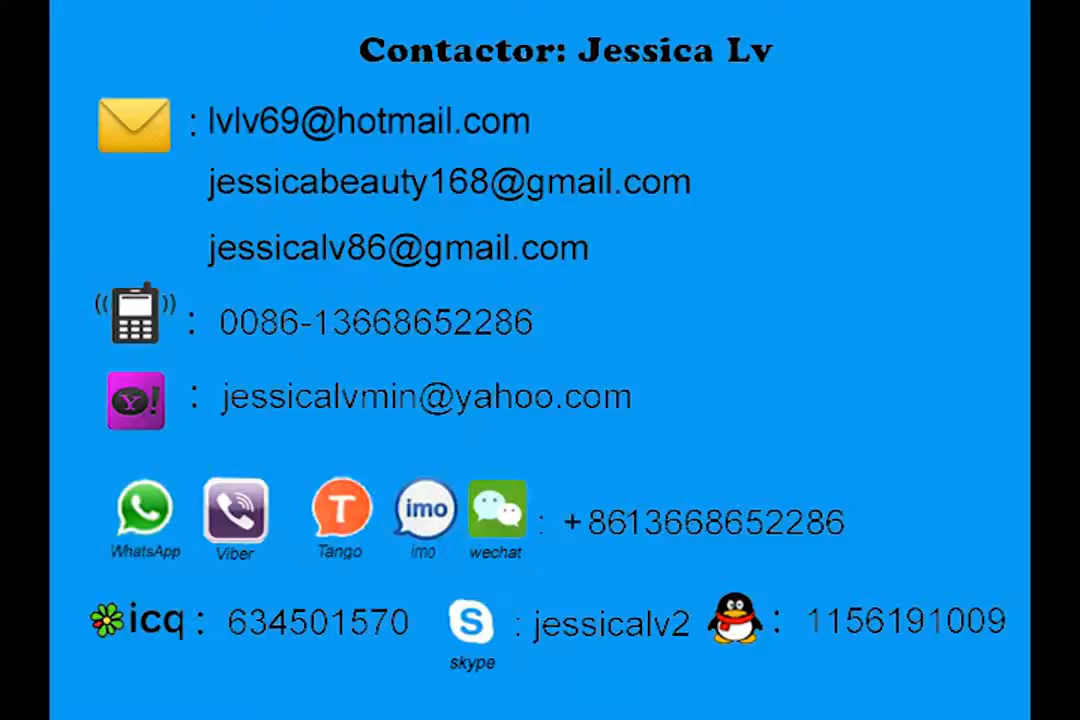 Contactor: Jessica Lv
: lvlv69@hotmail.com
jessicabeauty168@gmail.com
jessicalv86@gmail.com
: 0086-13668652286
Y! : jessicalvmin@yahoo.com
T imo : +8613668652286
WhatsApp Viber Tango imo wechat
icq : 634501570 S : jessicalv2 : 1156191009
skype